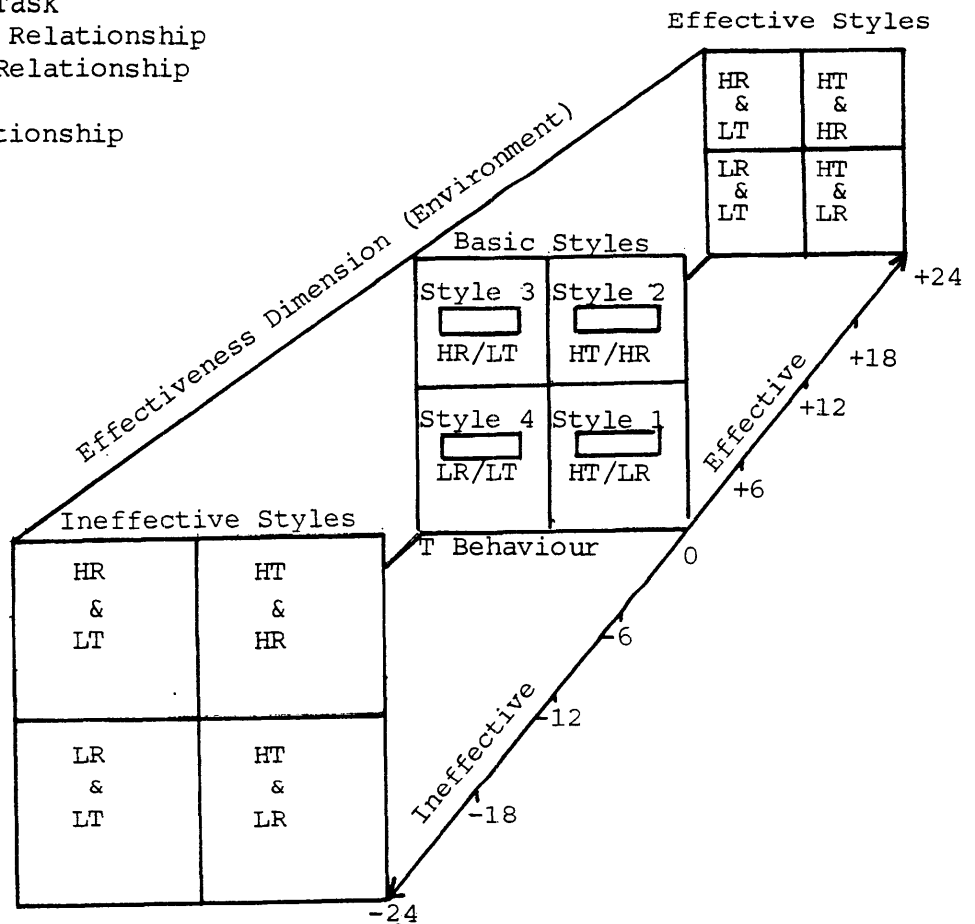 Task
Relationship
Relationship
tionship
Effective Styles
HR HT
& &
LT HR
LR HT
& &
LT LR
Effectiveness Dimension (Environment)
Basic Styles
Style 3 Style 2
HR/LT HT/HR
Style 4 Style 1
LR/LT HT/LR
T Behaviour
Ineffective Styles
HR HT
& &
LT HR
LR HT
& &
LT LR
Effective
+24
+18
+12
+6
0
-6
-12
-18
-24
Ineffective